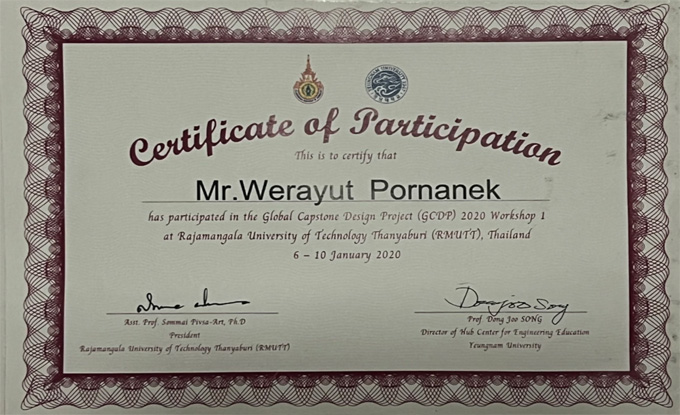 Certificate of Participation
This is to certify that
Mr.Werayut Pornanek
has participated in the Global Capstone Design Project (GCDP) 2020 Workshop 1
at Rajamangala University of Technology Thanyaburi (RMUTT), Thailand
6 – 10 January 2020
Asst. Prof. Sommai Pivsa-Art, Ph.D
President
Rajamangala University of Technology Thanyaburi (RMUTT)
Dongjoo Song
Prof. Dong Joo SONG
Director of Hub Center for Engineering Education
Yeungnam University